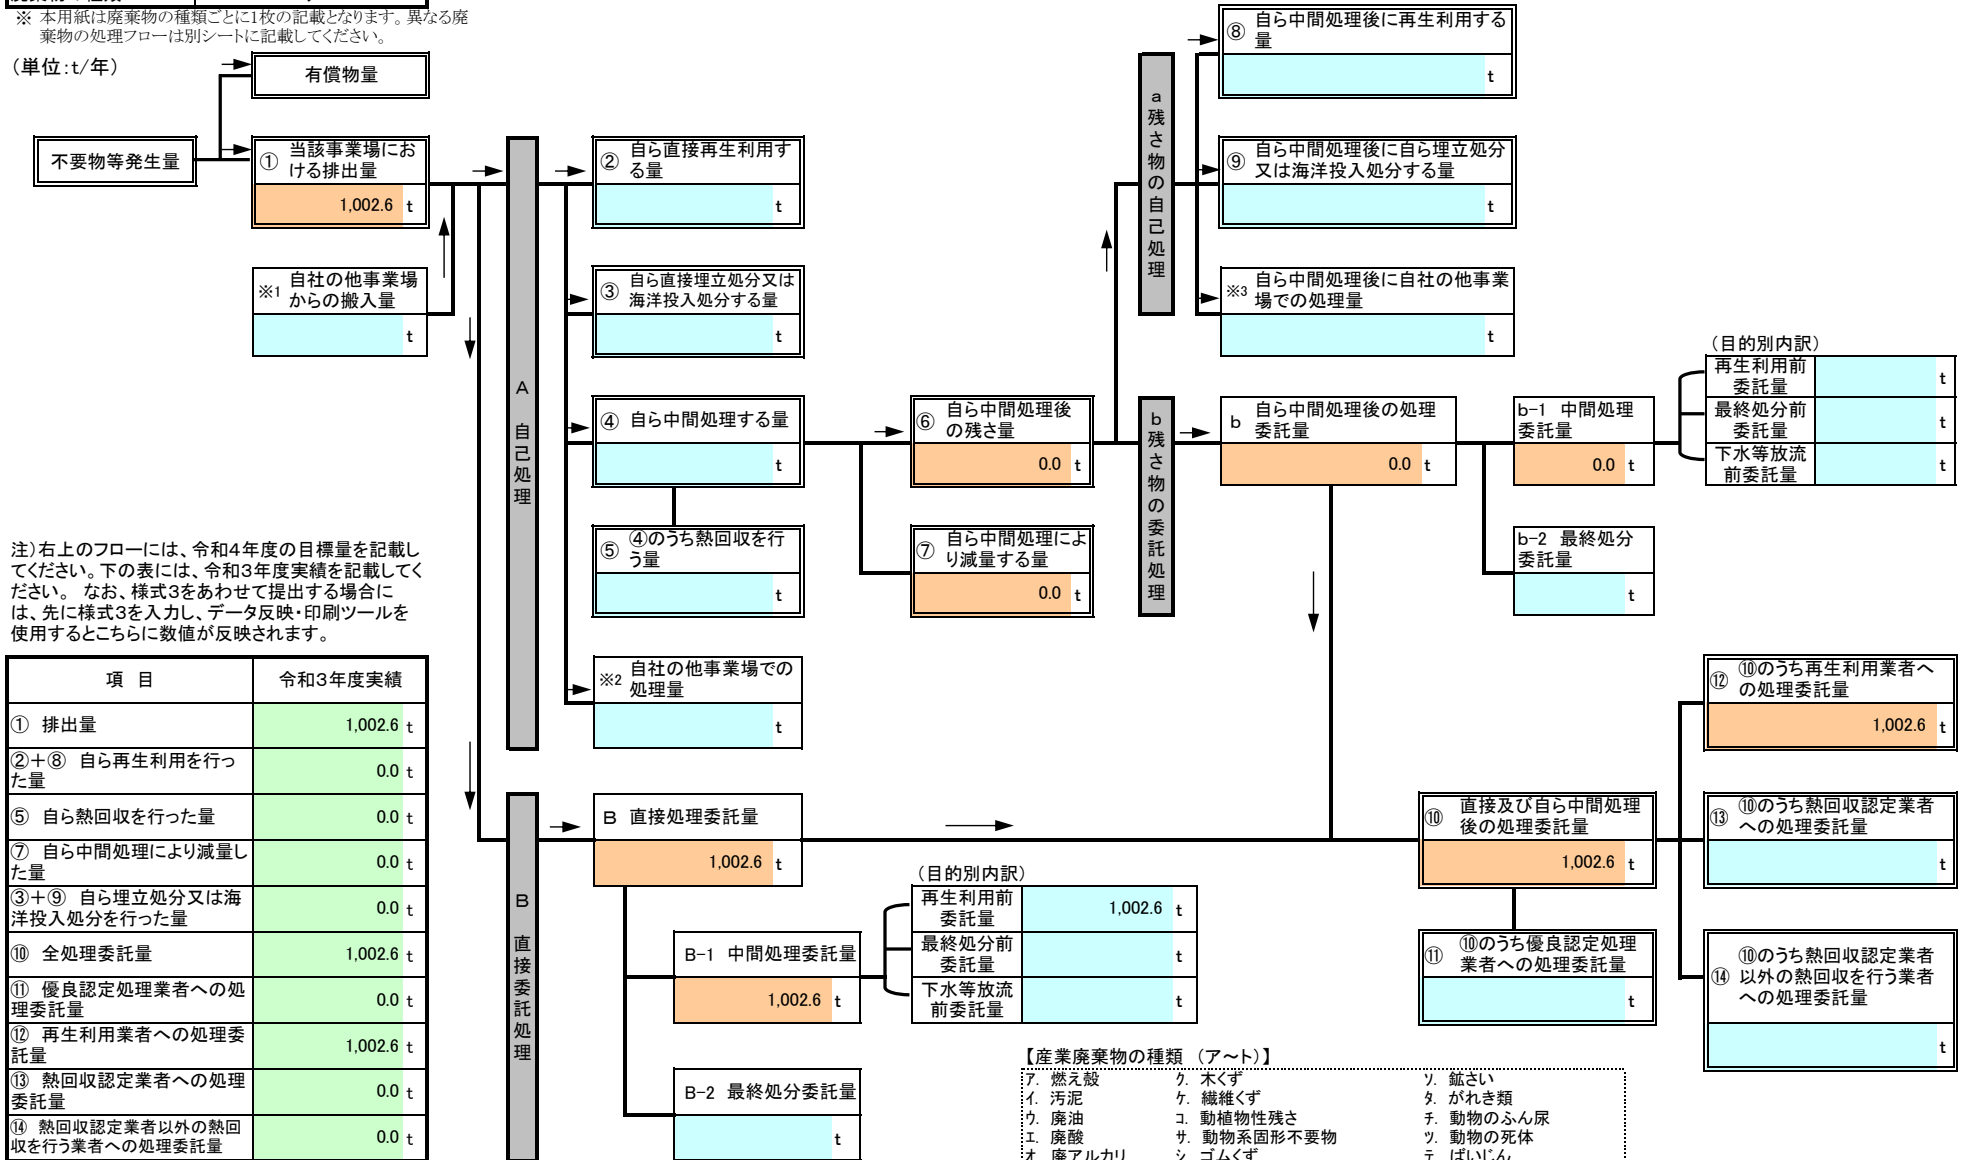 ※ 本用紙は廃棄物の種類ごとに1枚の記載となります。異なる廃
棄物の処理フローは別シートに記載してください。
(単位:t/年)
有償物量
不要物等発生量
① 当該事業場にお
ける排出量
1,002.6 t
※1 自社の他事業場
からの搬入量
t
A 自己処理
② 自ら直接再生利用す
る量
t
③ 自ら直接埋立処分又は
海洋投入処分する量
t
④ 自ら中間処理する量
t
⑤ ④のうち熱回収を行
う量
t
※2 自社の他事業場での
処理量
t
⑥ 自ら中間処理後
の残さ量
0.0 t
⑦ 自ら中間処理によ
り減量する量
0.0 t
a 残さ物の自己処理
⑧ 自ら中間処理後に再生利用する
量
t
⑨ 自ら中間処理後に自ら埋立処分
又は海洋投入処分する量
t
※3 自ら中間処理後に自社の他事業
場での処理量
t
b 残さ物の委託処理
b 自ら中間処理後の処理
委託量
0.0 t
b-1 中間処理
委託量
0.0 t
(目的別内訳)
再生利用前
委託量
t
最終処分前
委託量
t
下水等放流
前委託量
t
b-2 最終処分
委託量
t
注)右上のフローには、令和4年度の目標量を記載し
てください。下の表には、令和3年度実績を記載してく
ださい。 なお、様式3をあわせて提出する場合に
は、先に様式3を入力し、データ反映・印刷ツールを
使用するとこちらに数値が反映されます。
項 目 令和3年度実績
① 排出量 1,002.6 t
②+⑧ 自ら再生利用を行っ
た量 0.0 t
⑤ 自ら熱回収を行った量 0.0 t
⑦ 自ら中間処理により減量し
た量 0.0 t
③+⑨ 自ら埋立処分又は海
洋投入処分を行った量 0.0 t
⑩ 全処理委託量 1,002.6 t
⑪ 優良認定処理業者への処
理委託量 0.0 t
⑫ 再生利用業者への処理委
託量 1,002.6 t
⑬ 熱回収認定業者への処理
委託量 0.0 t
⑭ 熱回収認定業者以外の熱回
収を行う業者への処理委託量 0.0 t
B 直接委託処理
B 直接処理委託量
1,002.6 t
B-1 中間処理委託量
1,002.6 t
B-2 最終処分委託量
t
(目的別内訳)
再生利用前
委託量
1,002.6 t
最終処分前
委託量
t
下水等放流
前委託量
t
⑩ 直接及び自ら中間処理
後の処理委託量
1,002.6 t
⑪ ⑩のうち優良認定処理
業者への処理委託量
t
⑫ ⑩のうち再生利用業者へ
の処理委託量
1,002.6 t
⑬ ⑩のうち熱回収認定業者
への処理委託量
t
⑭ ⑩のうち熱回収認定業者
以外の熱回収を行う業者
への処理委託量
t
【産業廃棄物の種類 (ア~ト)】
ア. 燃え殻 ク. 木くず ソ. 鉱さい
イ. 汚泥 ケ. 繊維くず タ. がれき類
ウ. 廃油 コ. 動植物性残さ チ. 動物のふん尿
エ. 廃酸 サ. 動物系固形不要物 ツ. 動物の死体
オ. 廃アルカリ シ. ゴムくず テ. ばいじん